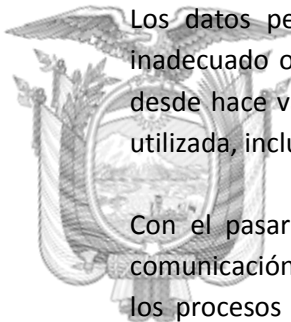 Los datos pe
inadecuado o
desde hace v
utilizada, inclu
Con el pasar
comunicación
los procesos